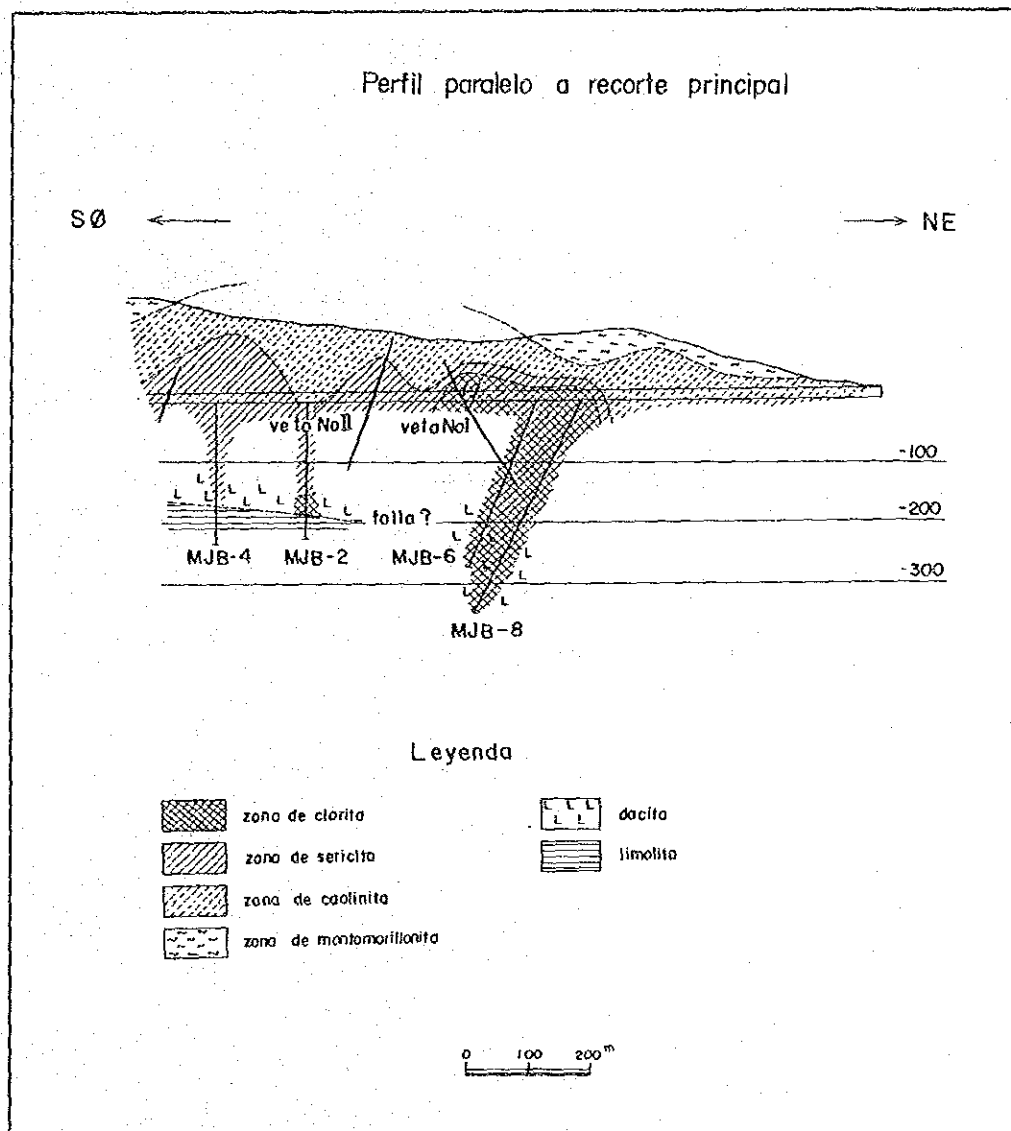 Perfil paralelo a recorte principal
SØ
NE
veta NoII
veta NoI
-100
-200
falla ?
MJB-4
MJB-2
MJB-6
-300
MJB-8
Leyenda
zona de clorita
dacita
zona de sericita
limolita
zona de caolinita
zona de montomorillonita
0 100 200 m